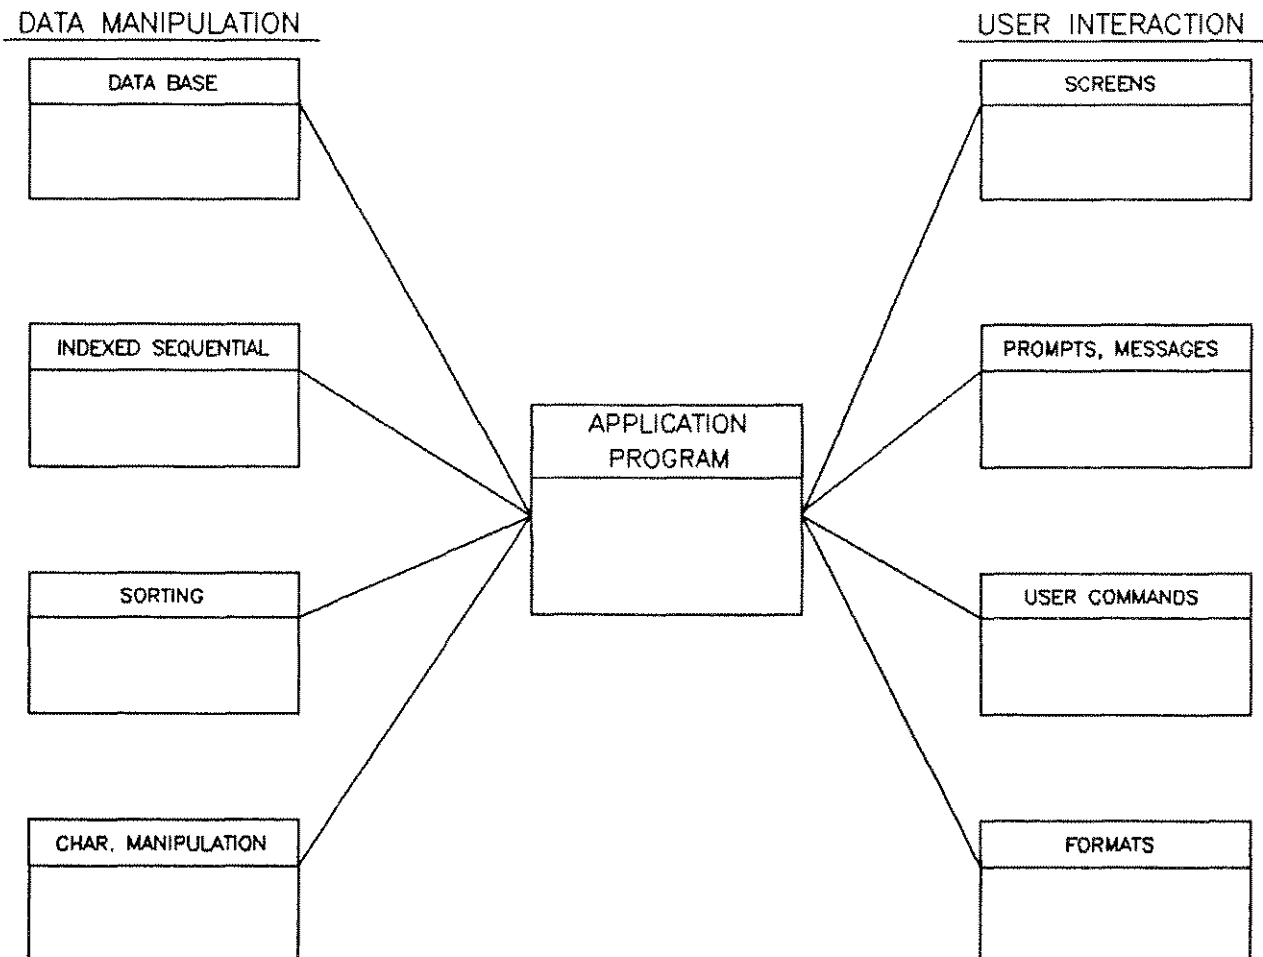 DATA MANIPULATION
USER INTERACTION
DATA BASE
SCREENS
INDEXED SEQUENTIAL
PROMPTS, MESSAGES
APPLICATION
PROGRAM
SORTING
USER COMMANDS
CHAR. MANIPULATION
FORMATS